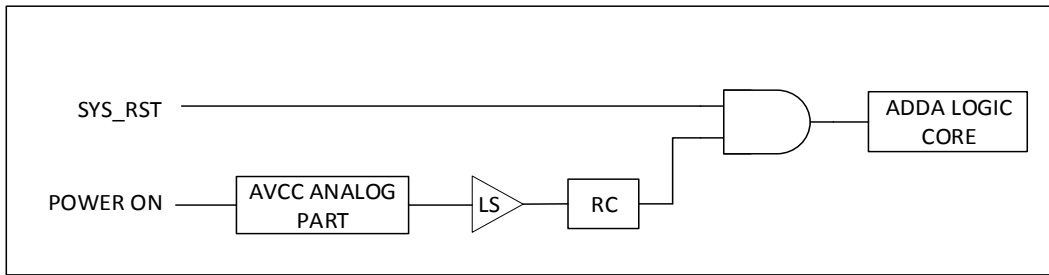 SYS_RST
ADDA LOGIC
CORE
POWER ON
AVCC ANALOG
PART
LS
RC